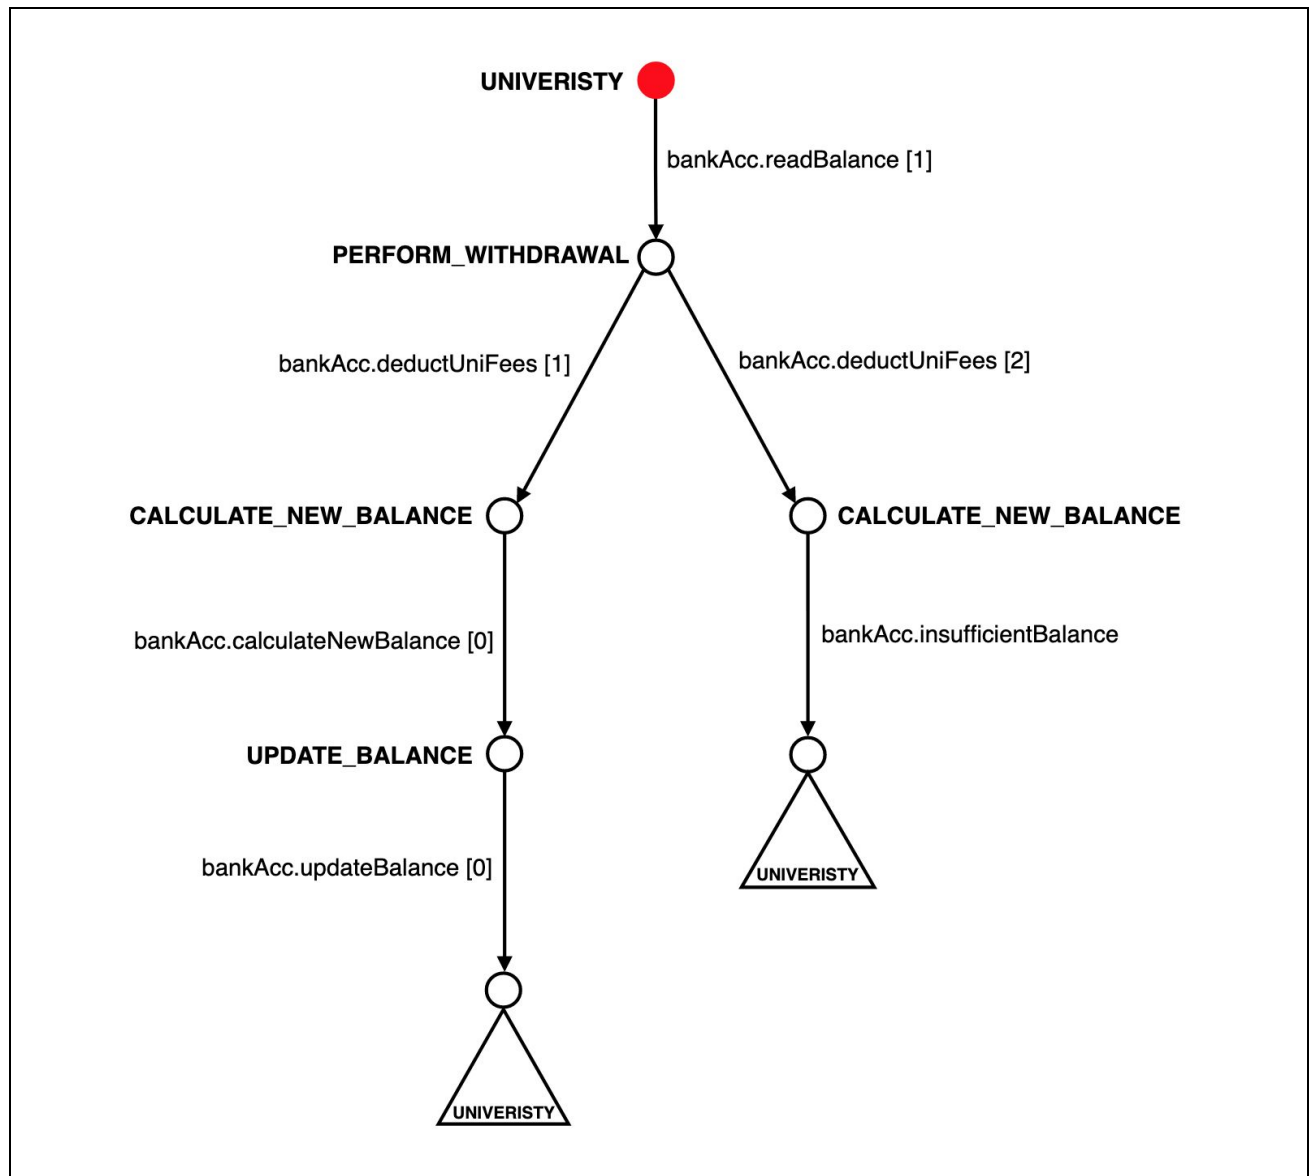 UNIVERISTY
bankAcc.readBalance [1]
PERFORM_WITHDRAWAL
bankAcc.deductUniFees [1]
bankAcc.deductUniFees [2]
CALCULATE_NEW_BALANCE
CALCULATE_NEW_BALANCE
bankAcc.calculateNewBalance [0]
bankAcc.insufficientBalance
UPDATE_BALANCE
bankAcc.updateBalance [0]
UNIVERISTY
UNIVERISTY